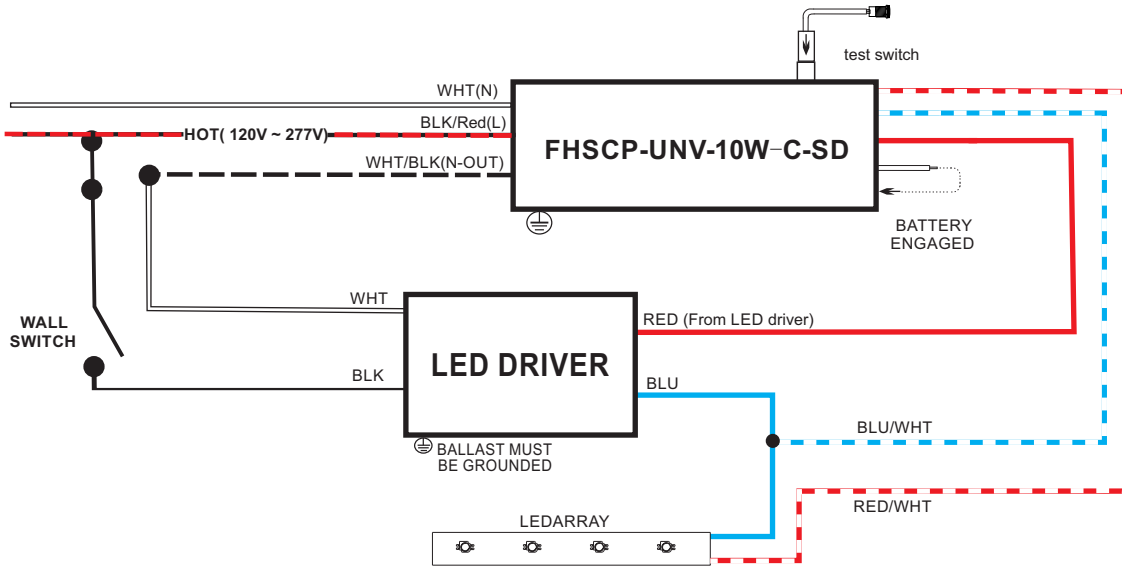 test switch
WHT(N)
BLK/Red(L)
HOT( 120V ~ 277V)
FHSCP-UNV-10W-C-SD
WHT/BLK(N-OUT)
BATTERY
ENGAGED
WHT
RED (From LED driver)
WALL
SWITCH
LED DRIVER
BLK
BLU
BLU/WHT
BALLAST MUST
BE GROUNDED
RED/WHT
LEDARRAY